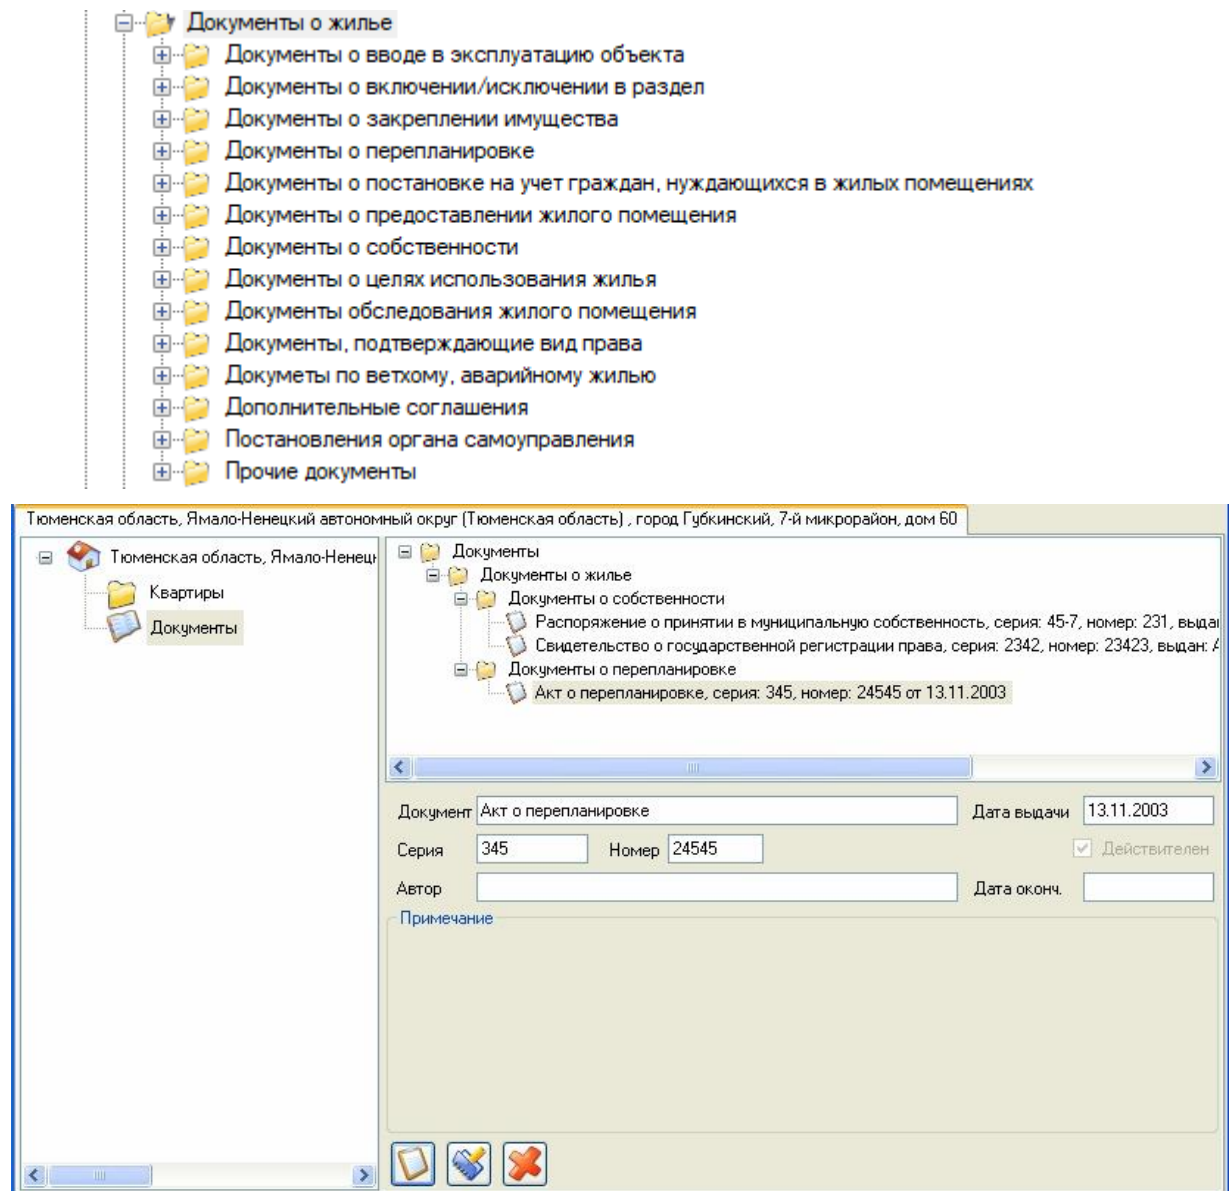 Документы о жилье
Документы о вводе в эксплуатацию объекта
Документы о включении/исключении в раздел
Документы о закреплении имущества
Документы о перепланировке
Документы о постановке на учет граждан, нуждающихся в жилых помещениях
Документы о предоставлении жилого помещения
Документы о собственности
Документы о целях использования жилья
Документы обследования жилого помещения
Документы, подтверждающие вид права
Докуметы по ветхому, аварийному жилью
Дополнительные соглашения
Постановления органа самоуправления
Прочие документы
Тюменская область, Ямало-Ненецкий автономный округ (Тюменская область) , город Губкинский, 7-й микрорайон, дом 60
Тюменская область, Ямало-Ненец
Квартиры
Документы
Документы
Документы о жилье
Документы о собственности
Распоряжение о принятии в муниципальную собственность, серия: 45-7, номер: 231, выда
Свидетельство о государственной регистрации права, серия: 2342, номер: 23423, выдан:
Документы о перепланировке
Акт о перепланировке, серия: 345, номер: 24545 от 13.11.2003
Документ Акт о перепланировке Дата выдачи 13.11.2003
Серия 345 Номер 24545 Действителен
Автор Дата оконч.
Примечание